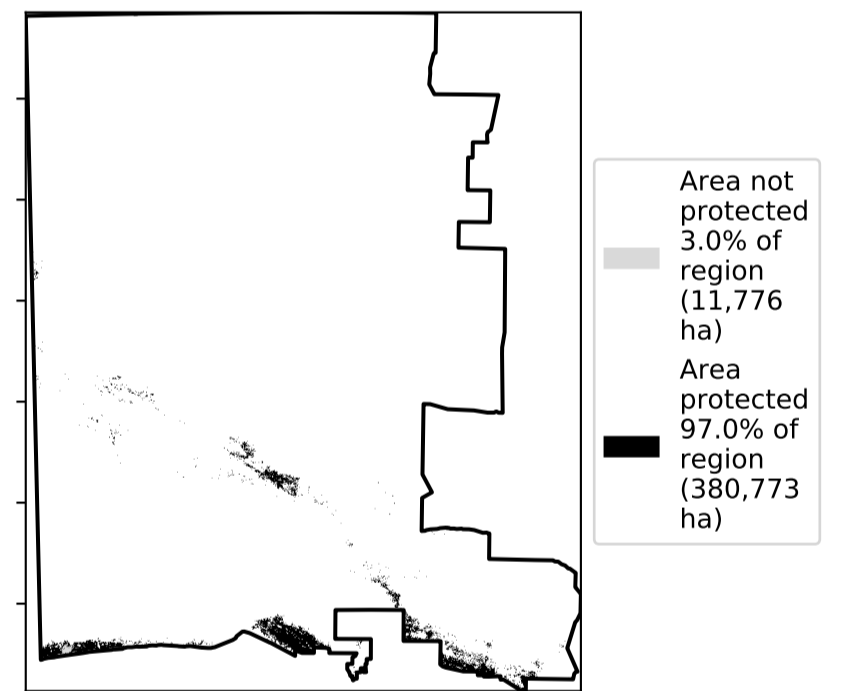 Area not
protected
3.0% of
region
(11,776
ha)
Area
protected
97.0% of
region
(380,773
ha)